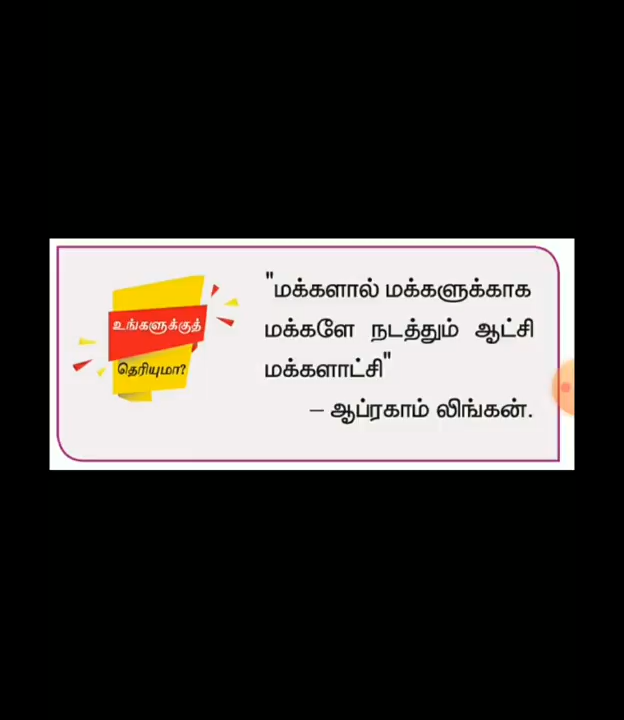 உங்களுக்குத்
தெரியுமா?
"மக்களால் மக்களுக்காக
மக்களே நடத்தும் ஆட்சி
மக்களாட்சி"
– ஆப்ரகாம் லிங்கன்.